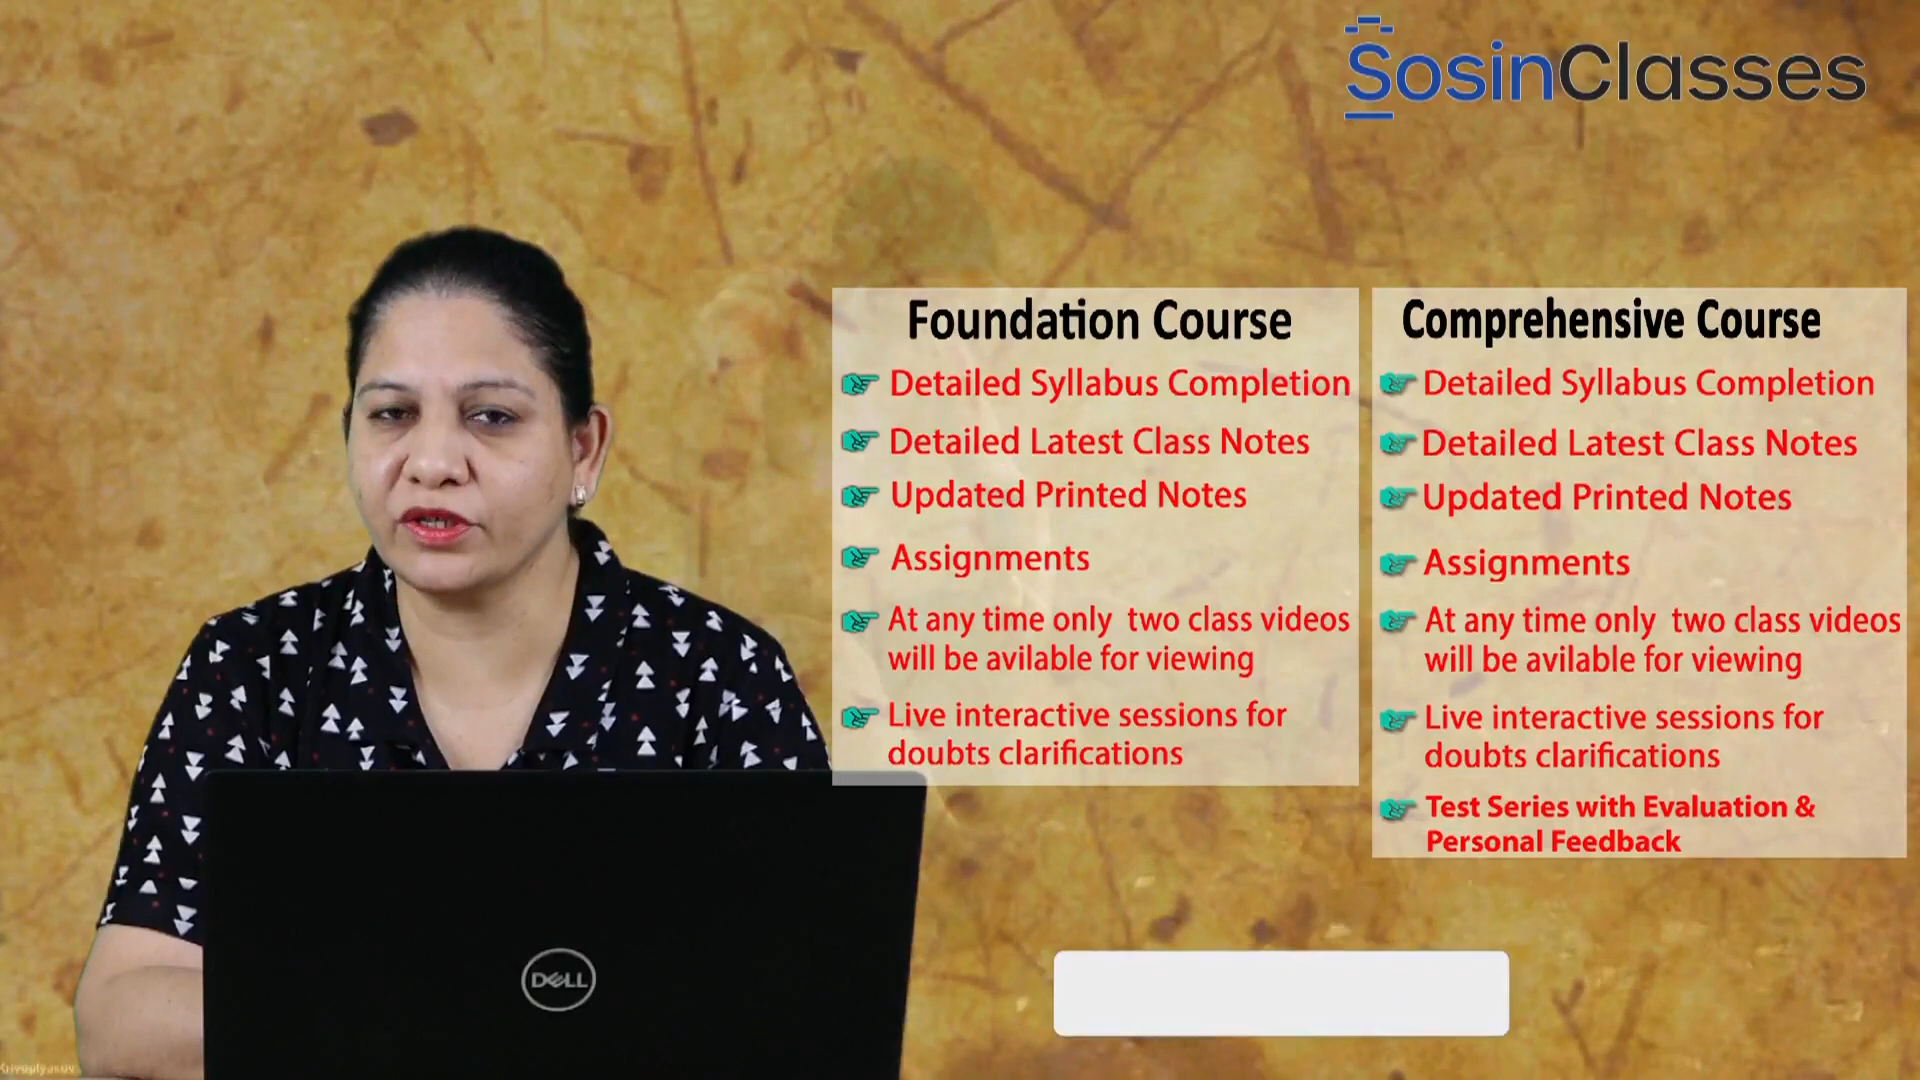 SosinClasses
Foundation Course
Detailed Syllabus Completion
Detailed Latest Class Notes
Updated Printed Notes
Assignments
At any time only two class videos
will be avilable for viewing
Live interactive sessions for
doubts clarifications
Comprehensive Course
Detailed Syllabus Completion
Detailed Latest Class Notes
Updated Printed Notes
Assignments
At any time only two class videos
will be avilable for viewing
Live interactive sessions for
doubts clarifications
Test Series with Evaluation &
Personal Feedback
DELL